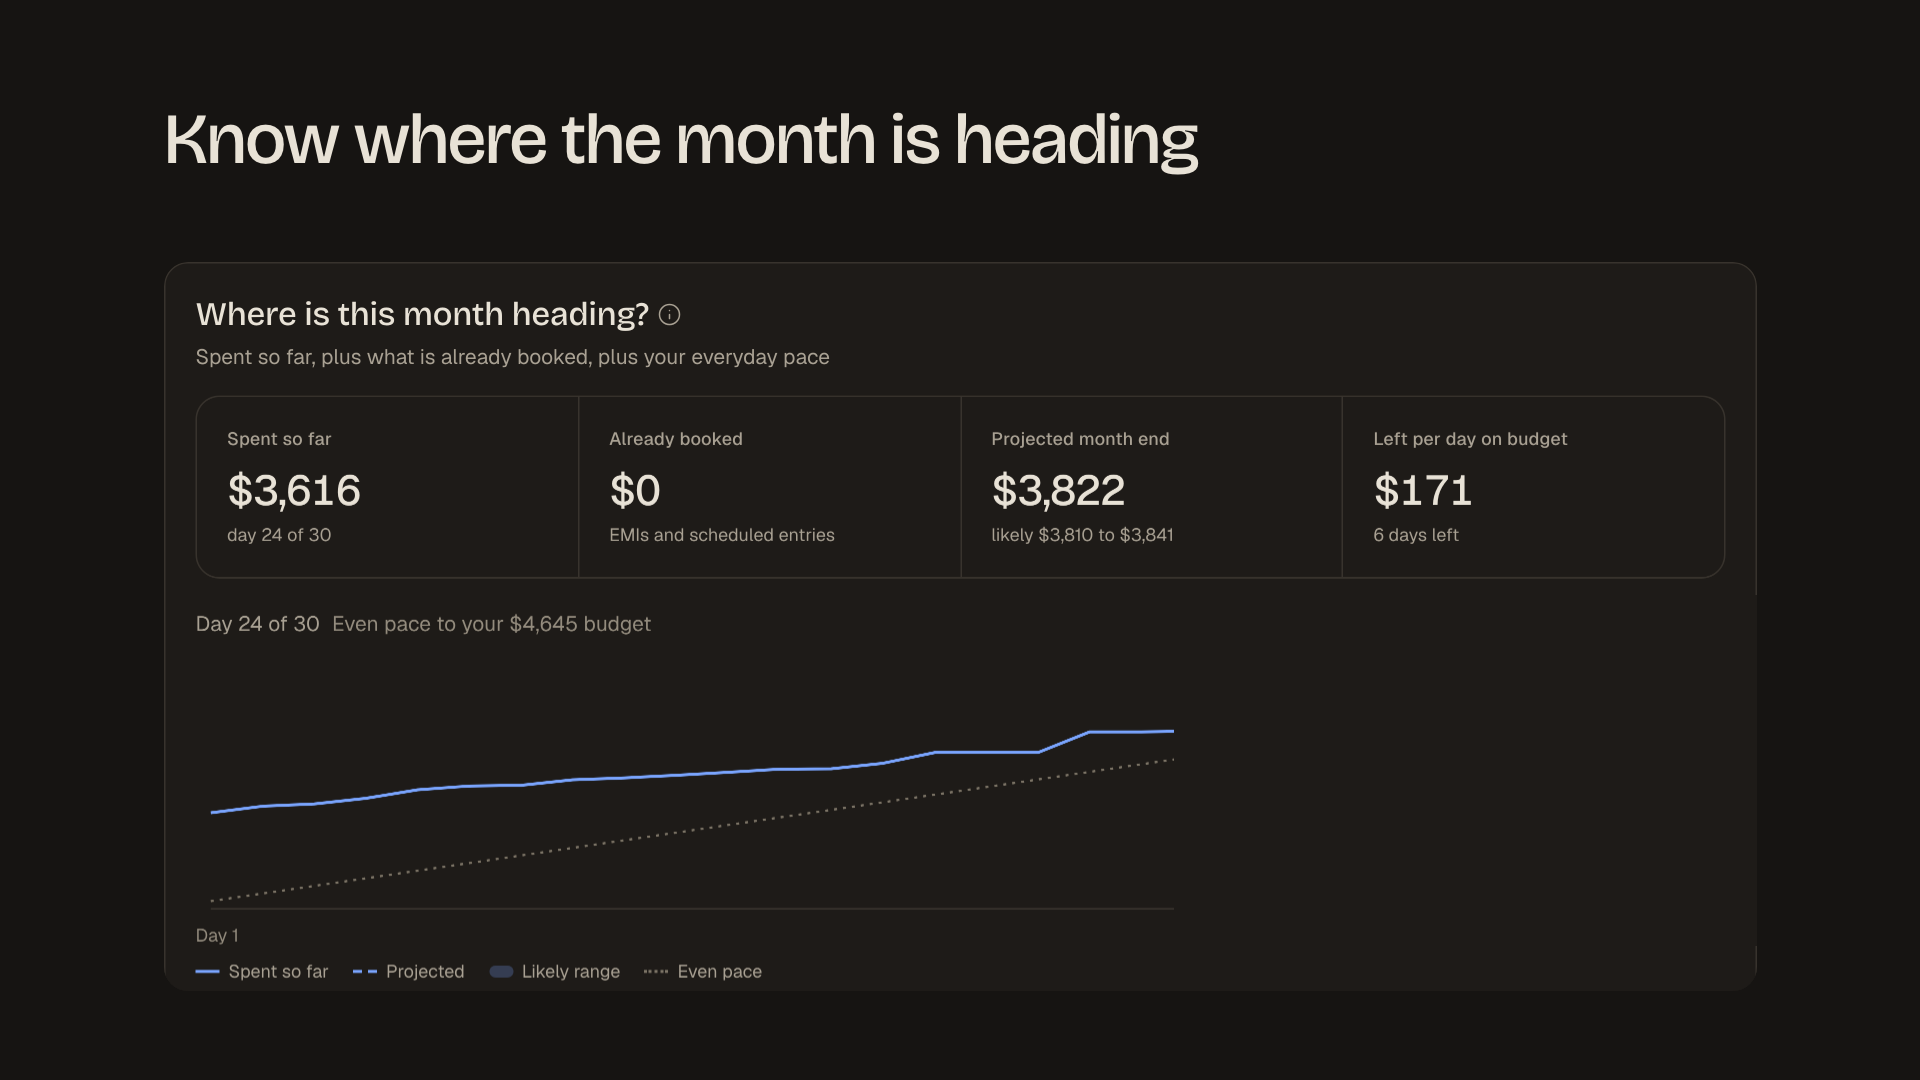 Know where the month is heading
Where is this month heading?
Spent so far, plus what is already booked, plus your everyday pace
Spent so far
$3,616
day 24 of 30
Already booked
$0
EMIs and scheduled entries
Projected month end
$3,822
likely $3,810 to $3,841
Left per day on budget
$171
6 days left
Day 24 of 30 Even pace to your $4,645 budget
Day 1
Spent so far Projected Likely range Even pace